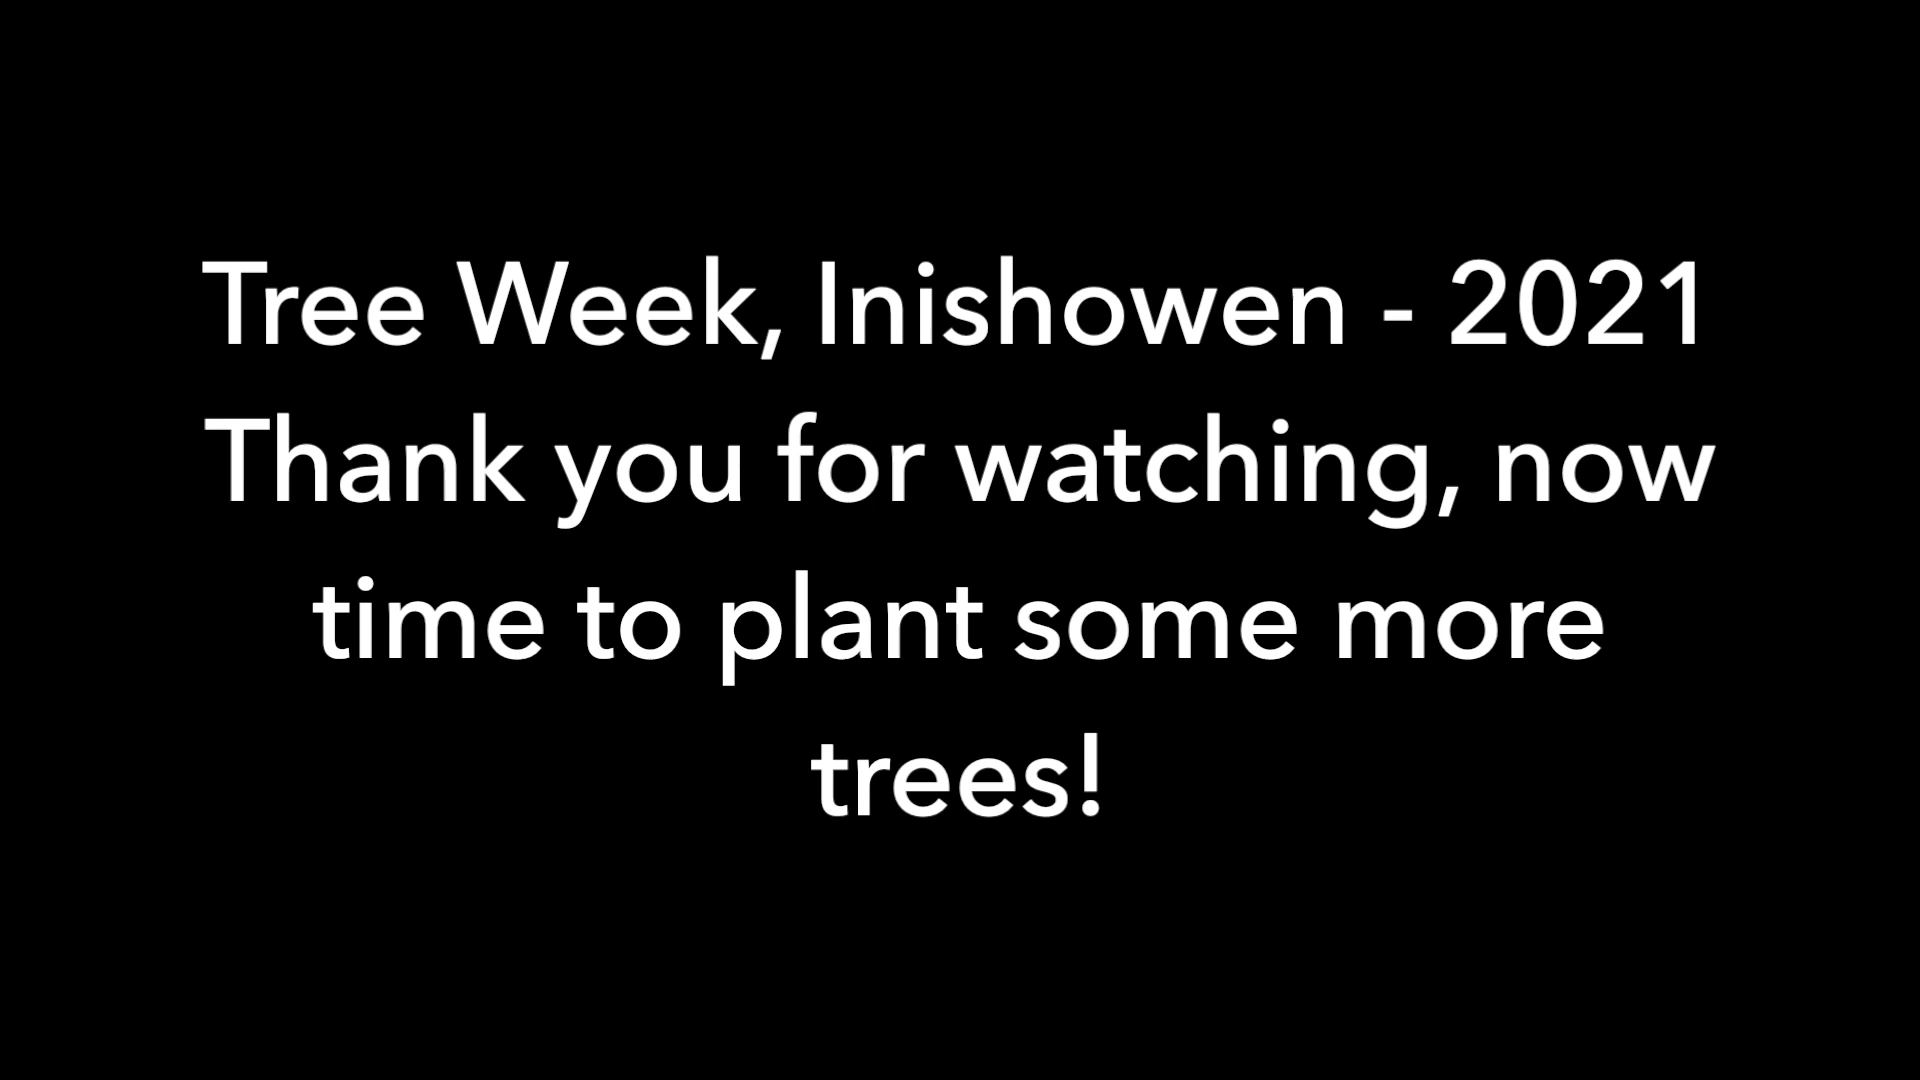 Tree Week, Inishowen - 2021
Thank you for watching, now
time to plant some more
trees!